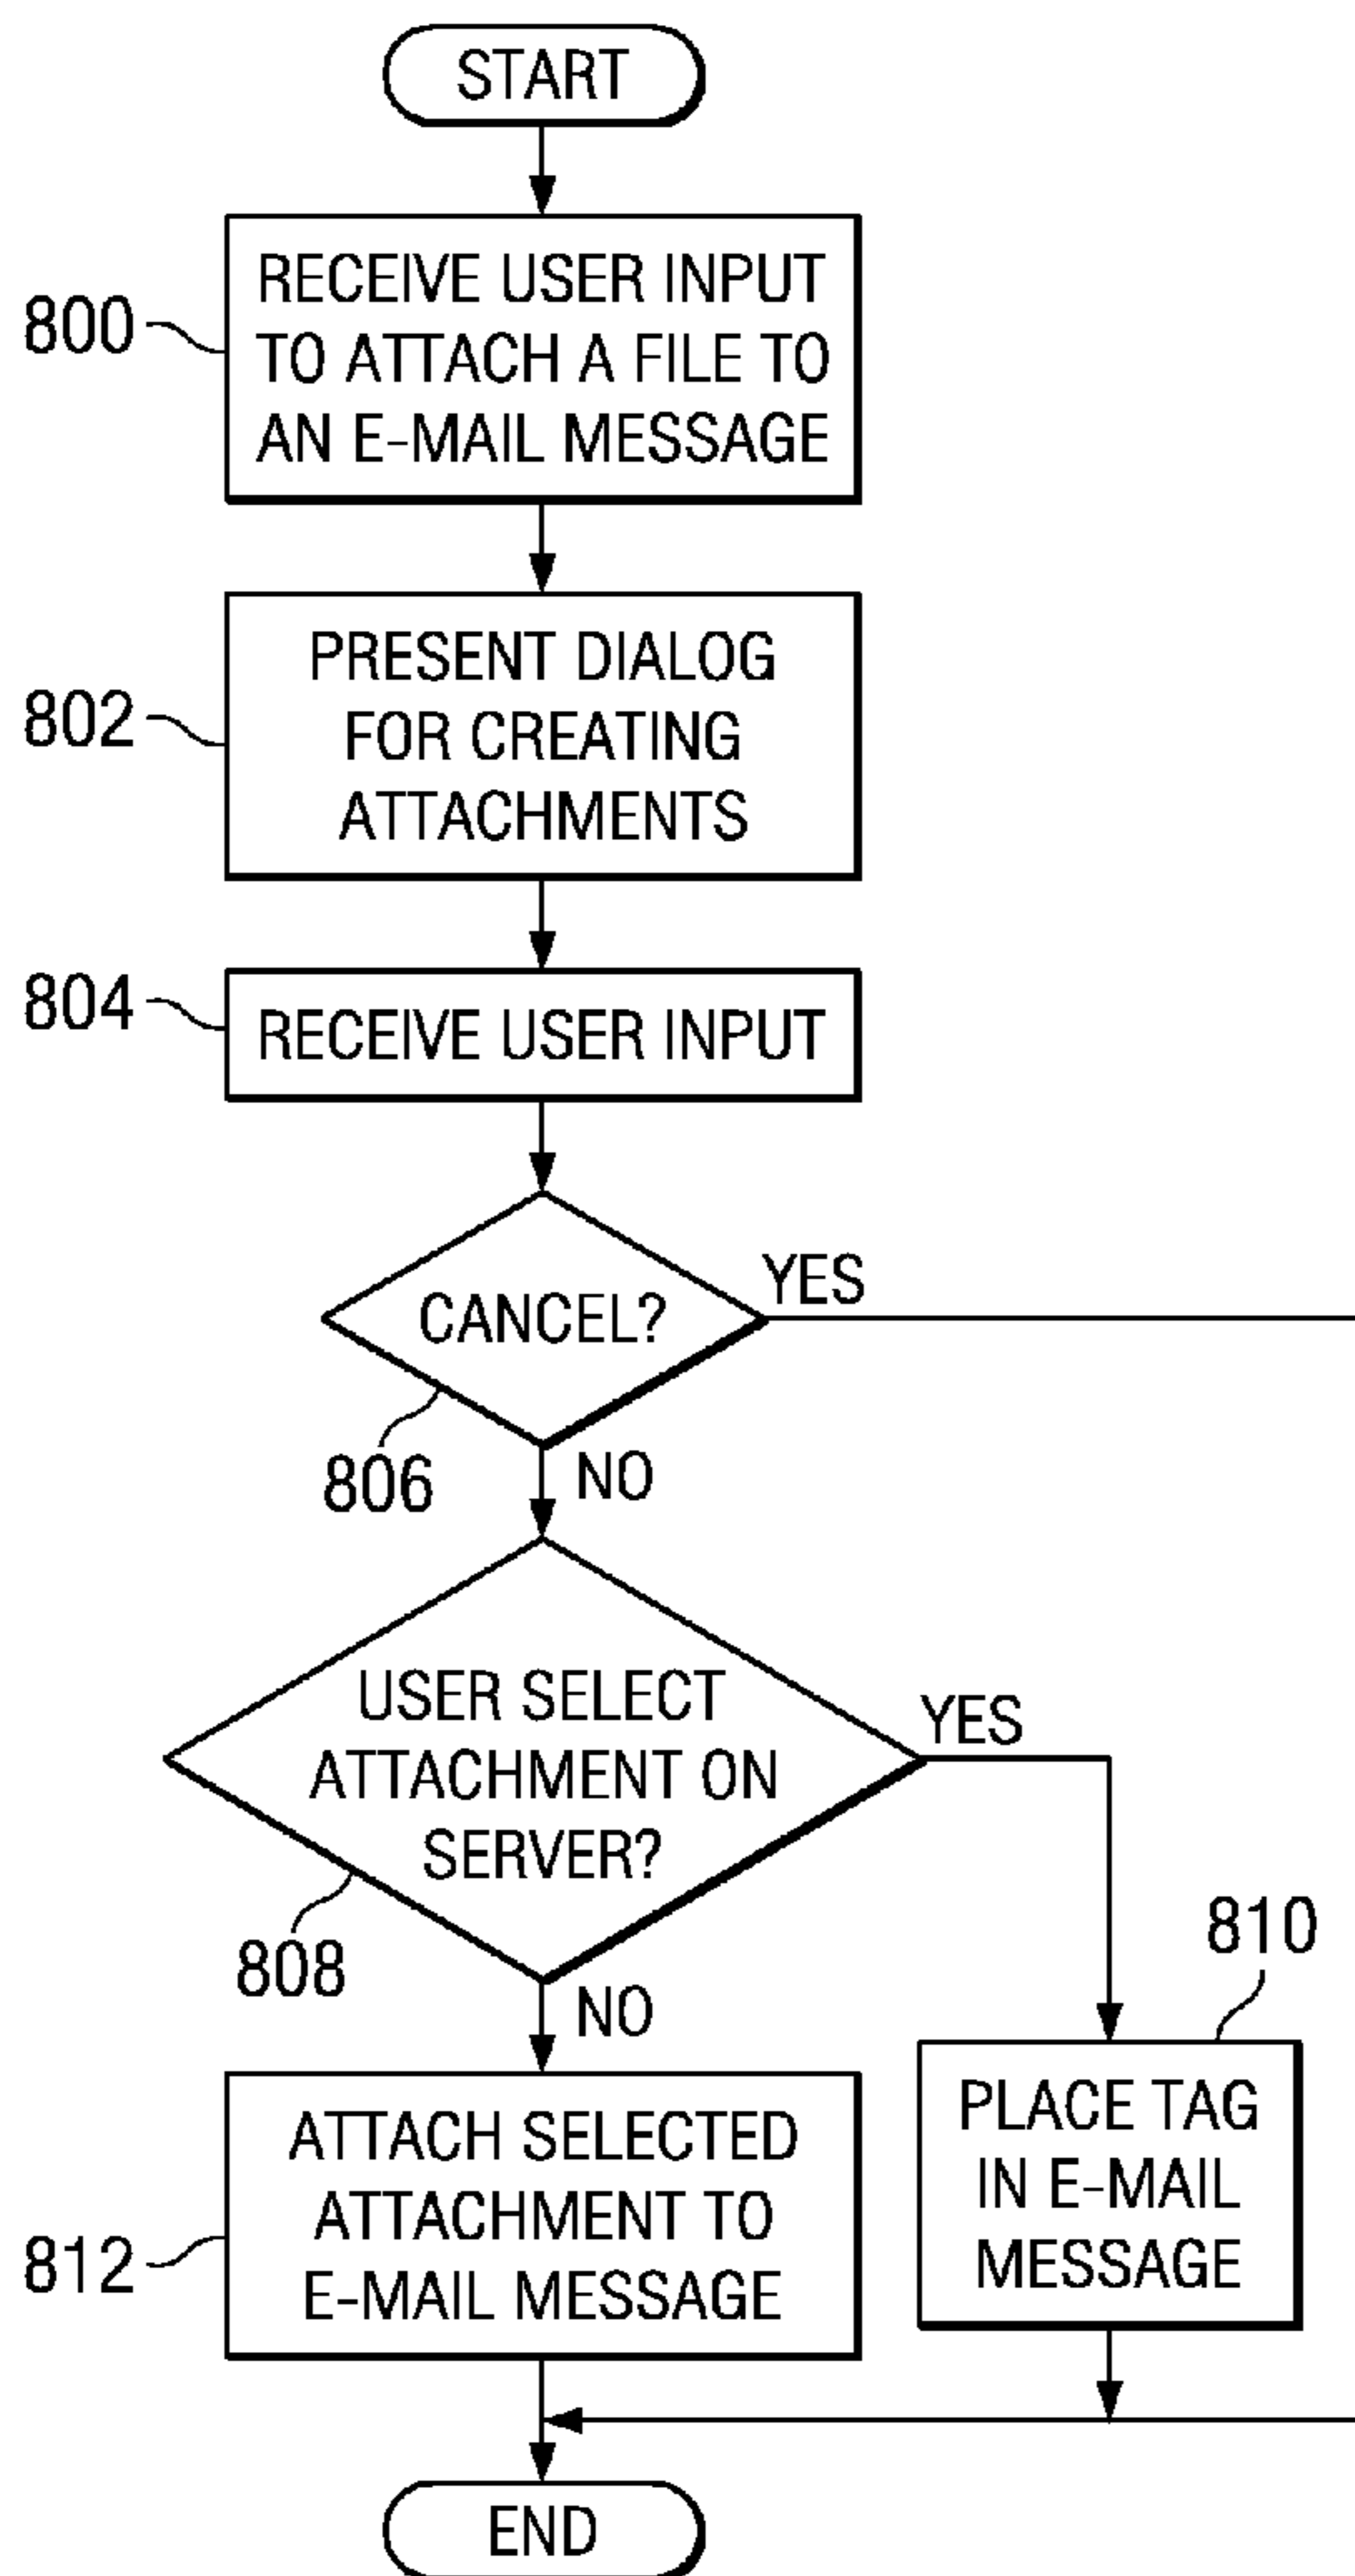 START
800
RECEIVE USER INPUT
TO ATTACH A FILE TO
AN E-MAIL MESSAGE
802
PRESENT DIALOG
FOR CREATING
ATTACHMENTS
804
RECEIVE USER INPUT
CANCEL?
YES
806
NO
USER SELECT
ATTACHMENT ON
SERVER?
YES
808
NO
810
PLACE TAG
IN E-MAIL
MESSAGE
812
ATTACH SELECTED
ATTACHMENT TO
E-MAIL MESSAGE
END